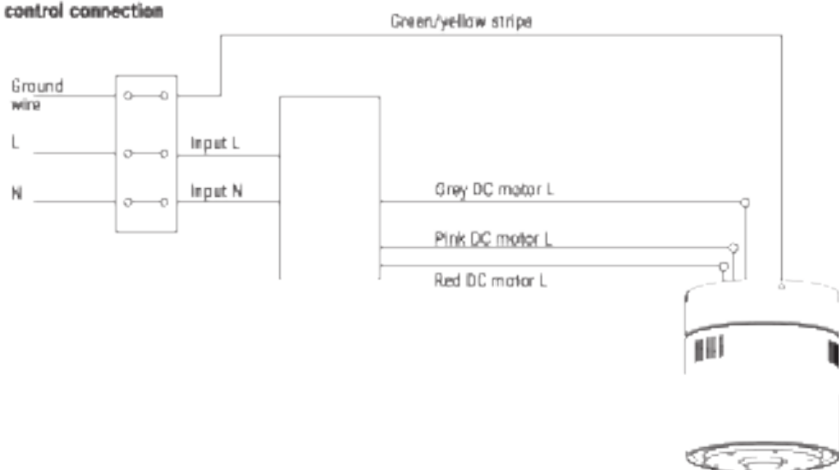 control connection
Green/yellow stripe
Ground
wire
L
Input L
N
Input N
Grey DC motor L
Pink DC motor L
Red DC motor L